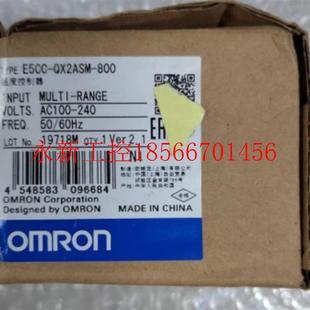 TYPE E5CC-QX2ASM-800
温度控制器
INPUT MULTI-RANGE
VOLTS. AC100-240
FREQ. 50/60Hz
LOT No. 19718M QTY.1 Ver 2.1
永新工控18566701456
4 548583 096684
OMRON Corporation
Designed by OMRON
MADE IN CHINA
OMRON